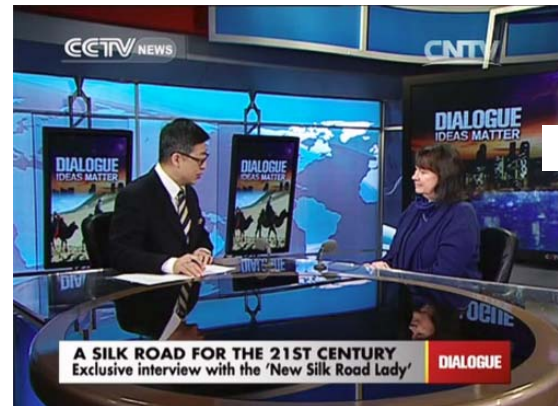 CCTV NEWS
CNTV
DIALOGUE
IDEAS MATTER
DIALOGUE
IDEAS MATTER
DIALOGUE
IDEAS MATTER
A SILK ROAD FOR THE 21ST CENTURY
Exclusive interview with the 'New Silk Road Lady'
DIALOGUE